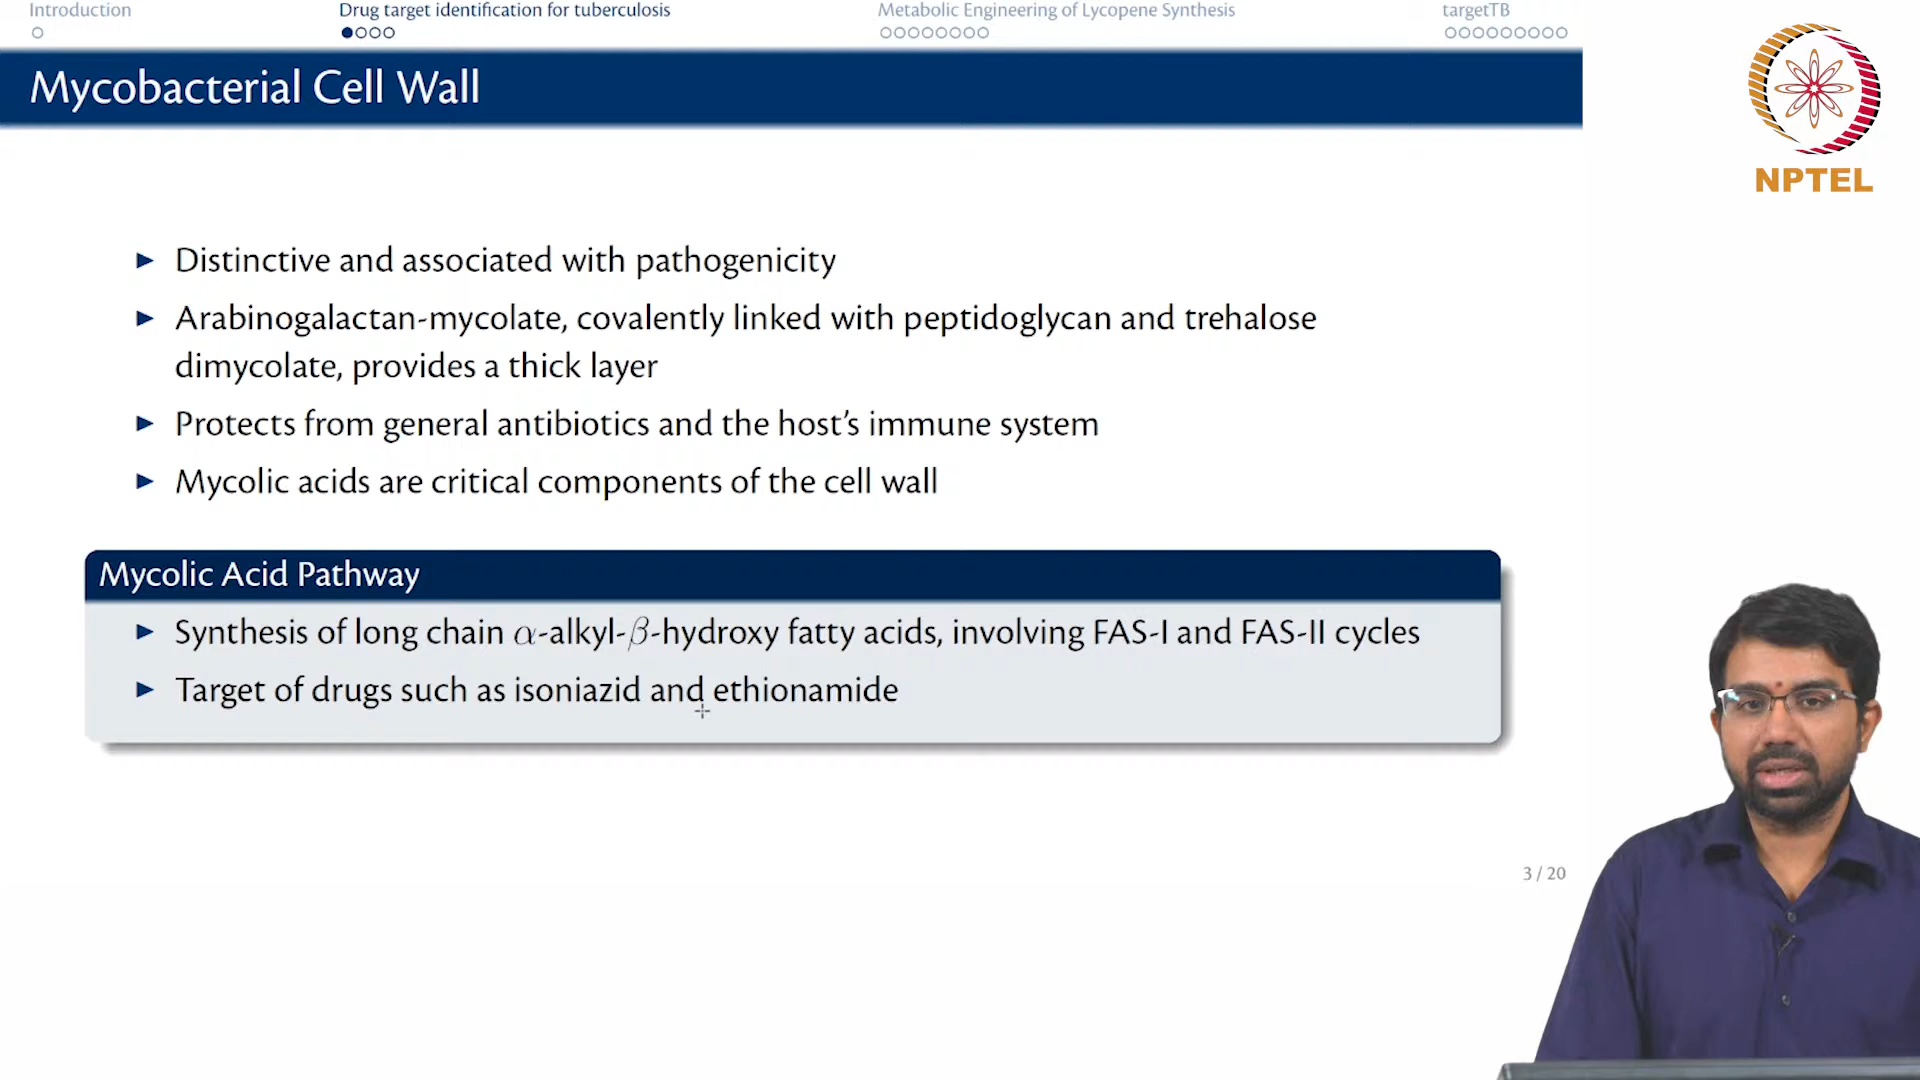 Introduction
Drug target identification for tuberculosis
Metabolic Engineering of Lycopene Synthesis
targetTB
Mycobacterial Cell Wall
NPTEL
▶ Distinctive and associated with pathogenicity
▶ Arabinogalactan-mycolate, covalently linked with peptidoglycan and trehalose
dimycolate, provides a thick layer
▶ Protects from general antibiotics and the host’s immune system
▶ Mycolic acids are critical components of the cell wall
Mycolic Acid Pathway
▶ Synthesis of long chain α-alkyl-β-hydroxy fatty acids, involving FAS-I and FAS-II cycles
▶ Target of drugs such as isoniazid and ethionamide
3 / 20